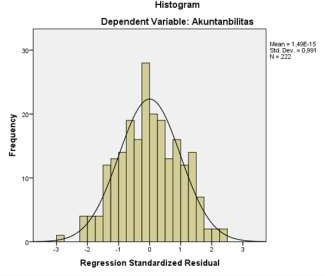 Histogram
Dependent Variable: Akuntanbilitas
Mean = 1,49E-15
Std. Dev. = 0,991
N = 222
Frequency
30
20
10
0
-3 -2 -1 0 1 2 3
Regression Standardized Residual